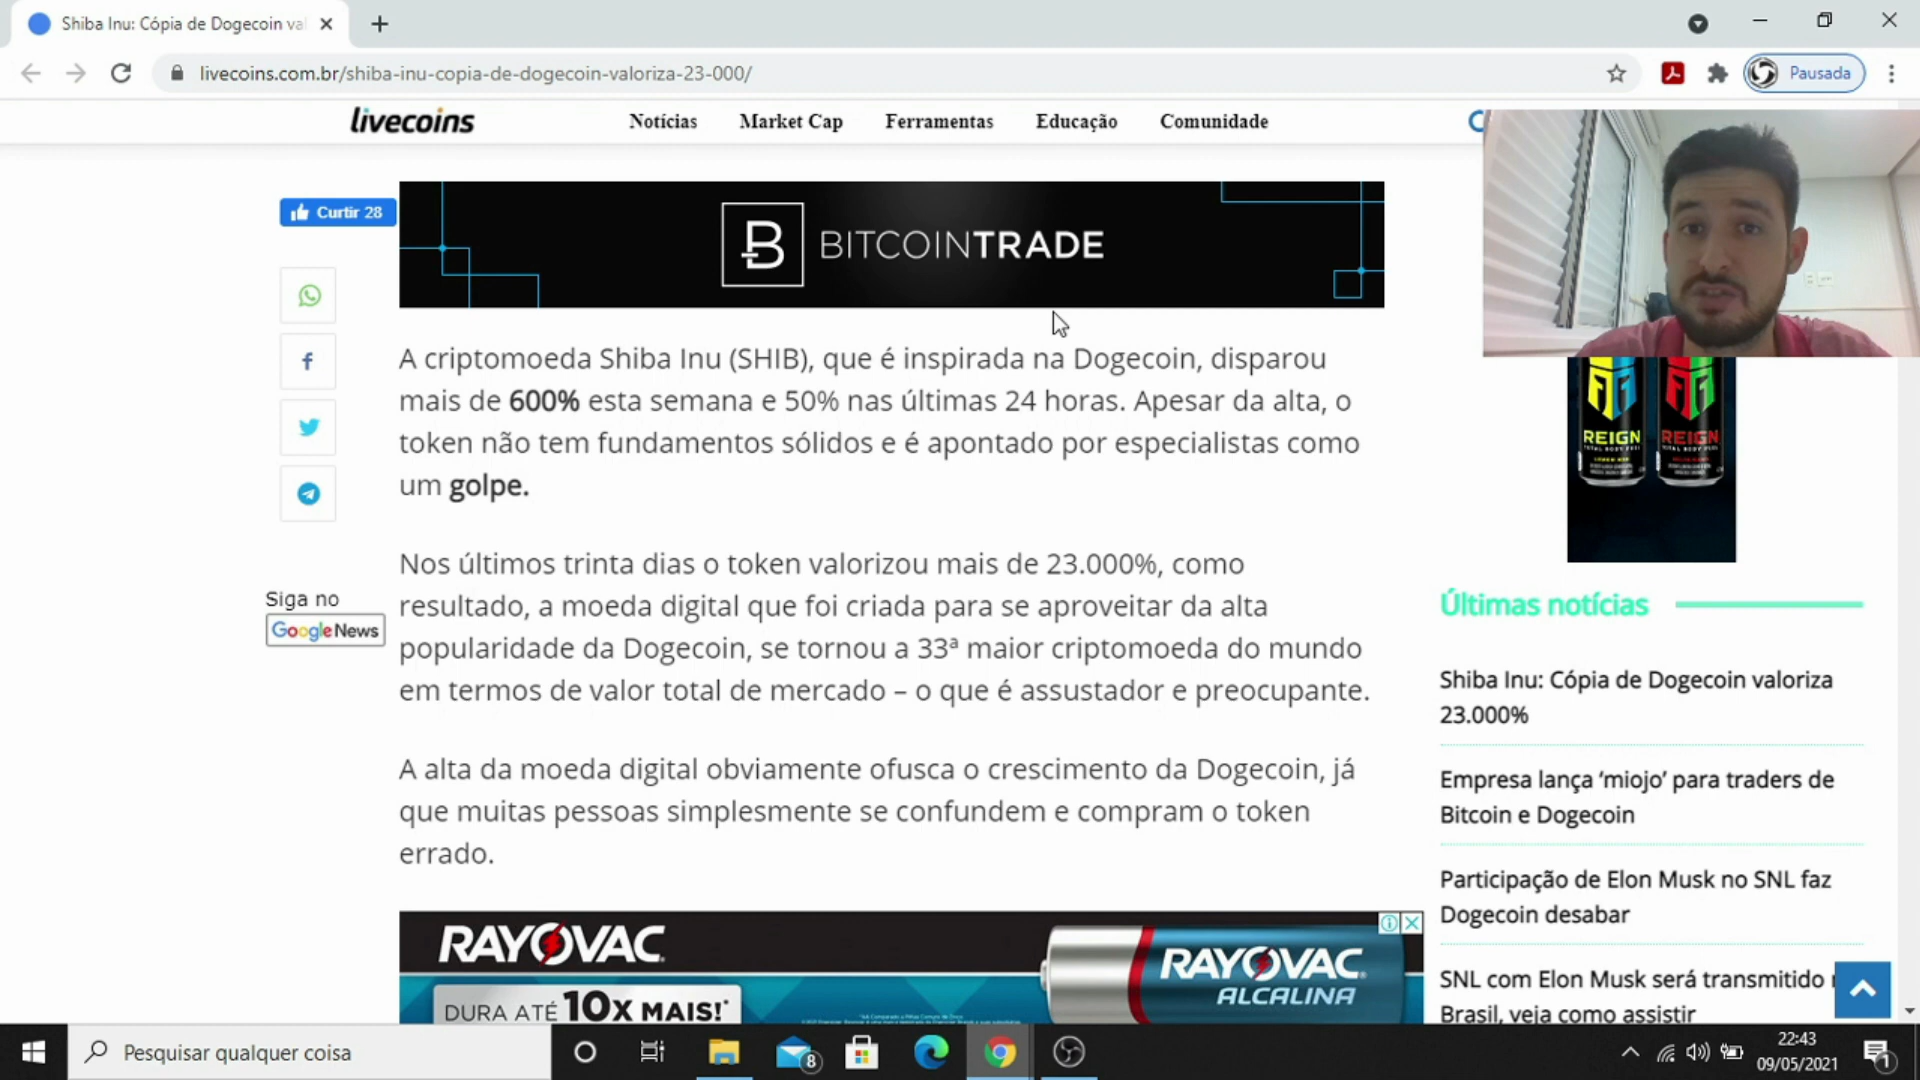 Shiba Inu: Cópia de Dogecoin va
livecoins.com.br/shiba-inu-copia-de-dogecoin-valoriza-23-000/
Pausada
livecoins
Notícias
Market Cap
Ferramentas
Educação
Comunidade
Curtir 28
BITCOINTRADE
A criptomoeda Shiba Inu (SHIB), que é inspirada na Dogecoin, disparou
mais de 600% esta semana e 50% nas últimas 24 horas. Apesar da alta, o
token não tem fundamentos sólidos e é apontado por especialistas como
um golpe.
Nos últimos trinta dias o token valorizou mais de 23.000%, como
resultado, a moeda digital que foi criada para se aproveitar da alta
popularidade da Dogecoin, se tornou a 33ª maior criptomoeda do mundo
em termos de valor total de mercado – o que é assustador e preocupante.
A alta da moeda digital obviamente ofusca o crescimento da Dogecoin, já
que muitas pessoas simplesmente se confundem e compram o token
errado.
Siga no
Google News
REIGN
TOTAL BODY FUEL
REIGN
TOTAL BODY FUEL
Últimas notícias
Shiba Inu: Cópia de Dogecoin valoriza
23.000%
Empresa lança ‘miojo’ para traders de
Bitcoin e Dogecoin
Participação de Elon Musk no SNL faz
Dogecoin desabar
SNL com Elon Musk será transmitido
Brasil, veja como assistir
RAYOVAC
DURA ATÉ 10X MAIS!*
RAYOVAC
ALCALINA
Pesquisar qualquer coisa
8
22:43
09/05/2021
1